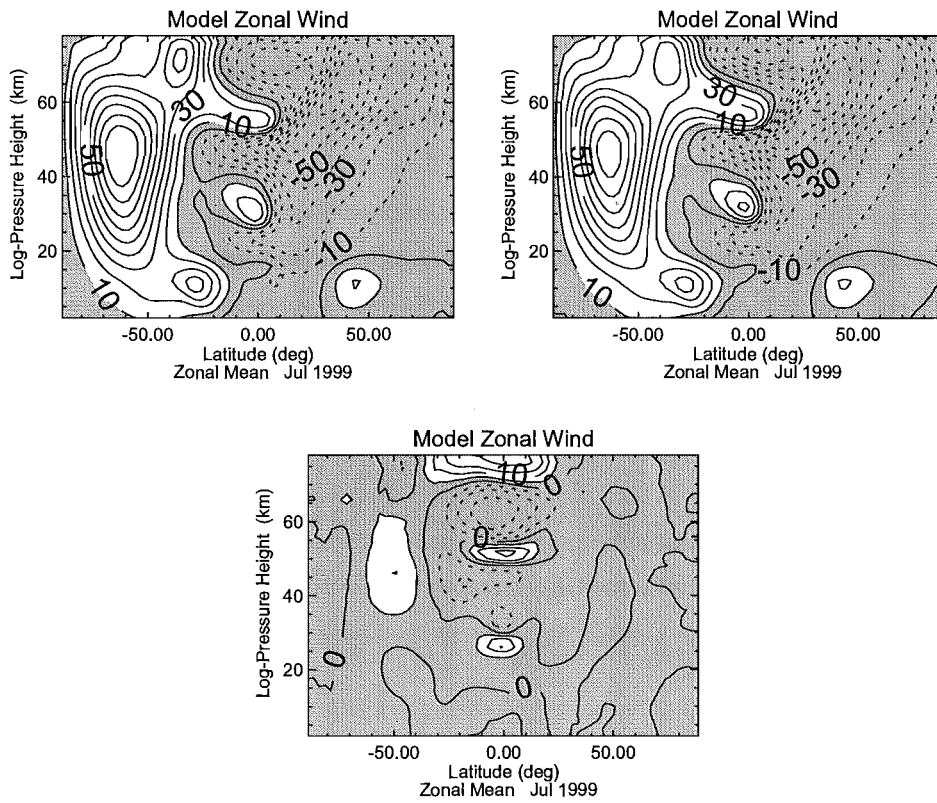 Model Zonal Wind
Log-Pressure Height (km)
60
40
20
50
30
10
-50
-30
-10
10
-50.00 0.00 50.00
Latitude (deg)
Zonal Mean Jul 1999
Model Zonal Wind
Log-Pressure Height (km)
60
40
20
50
30
10
-50
-30
-10
10
-50.00 0.00 50.00
Latitude (deg)
Zonal Mean Jul 1999
Model Zonal Wind
Log-Pressure Height (km)
60
40
20
10
0
0
0
0
-50.00 0.00 50.00
Latitude (deg)
Zonal Mean Jul 1999